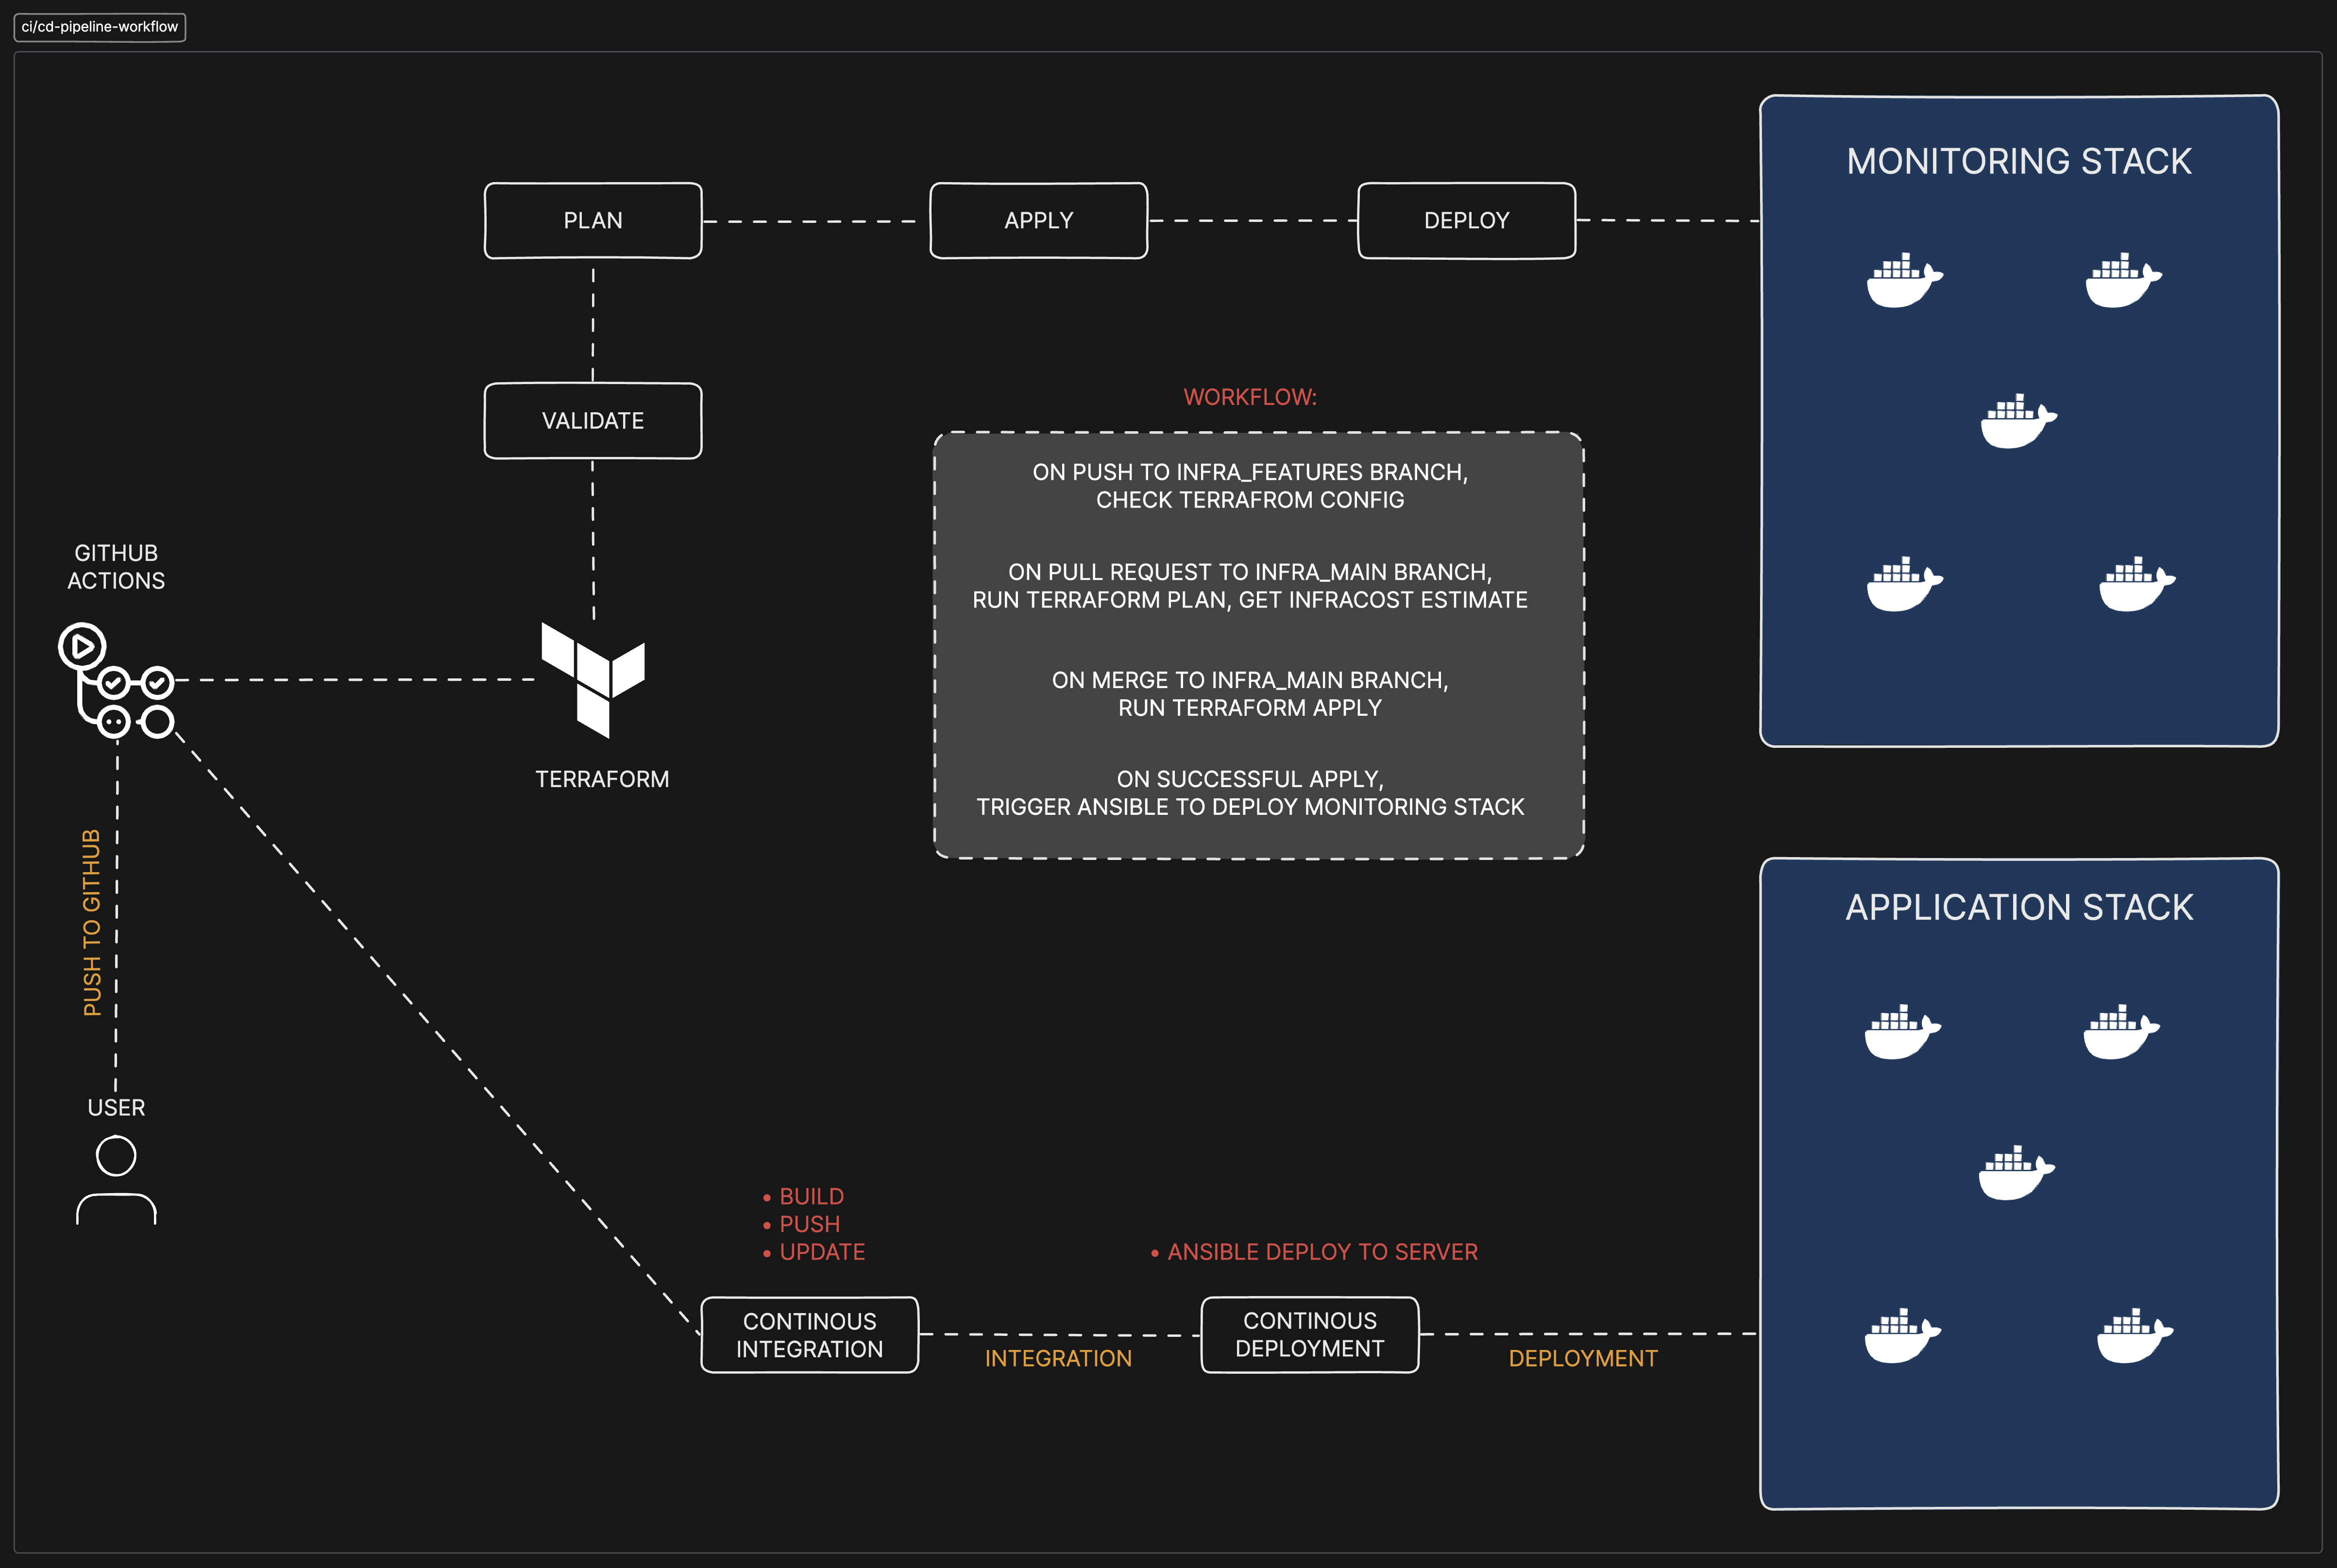 ci/cd-pipeline-workflow
MONITORING STACK
PLAN
APPLY
DEPLOY
VALIDATE
WORKFLOW:
ON PUSH TO INFRA_FEATURES BRANCH,
CHECK TERRAFROM CONFIG
ON PULL REQUEST TO INFRA_MAIN BRANCH,
RUN TERRAFORM PLAN, GET INFRACOST ESTIMATE
ON MERGE TO INFRA_MAIN BRANCH,
RUN TERRAFORM APPLY
ON SUCCESSFUL APPLY,
TRIGGER ANSIBLE TO DEPLOY MONITORING STACK
GITHUB
ACTIONS
TERRAFORM
PUSH TO GITHUB
USER
APPLICATION STACK
• BUILD
• PUSH
• UPDATE
• ANSIBLE DEPLOY TO SERVER
CONTINOUS
INTEGRATION
INTEGRATION
CONTINOUS
DEPLOYMENT
DEPLOYMENT